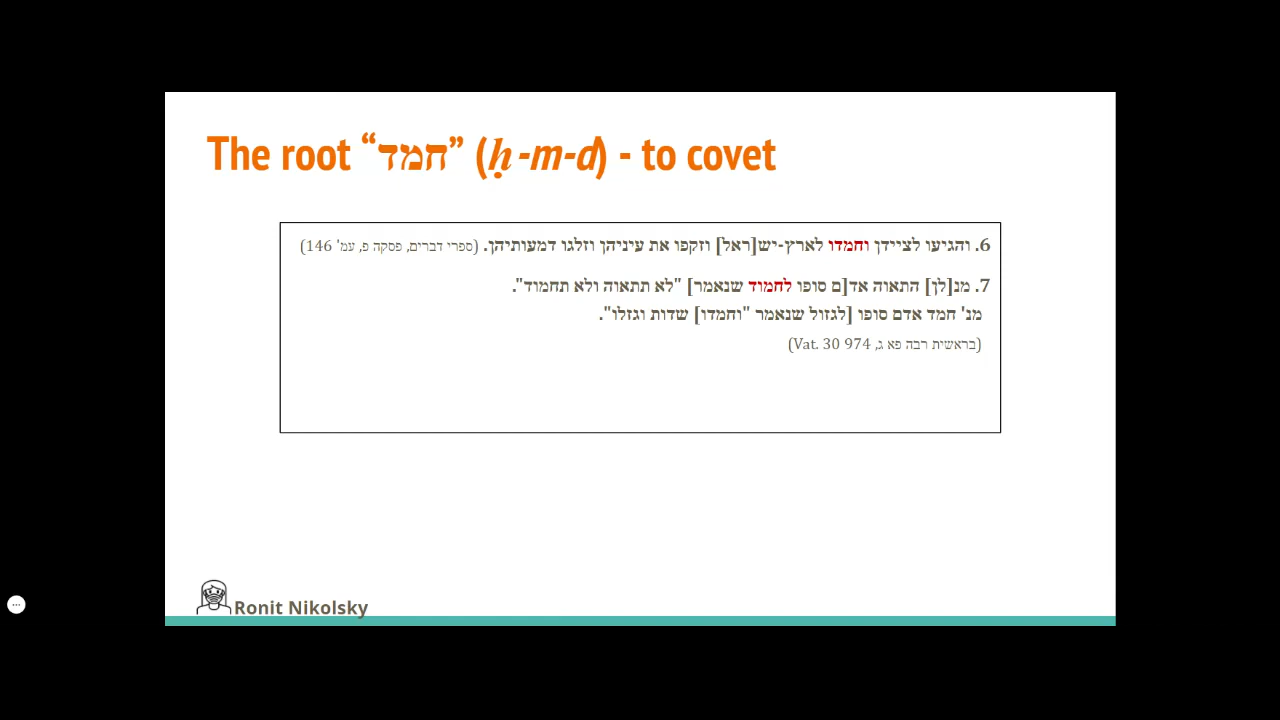 The root “חמד” (ḥ-m-d) - to covet
6. והגיעו לציידן וחמדו לארץ-יש[ראל] וזקפו את עיניהן וזלגו דמעותיהן. (ספרי דברים, פסקה פ, עמ' 146)
7. מנ[לן] התאוה אד[ם סופו לחמוד שנאמר] "לא תתאוה ולא תחמוד".
מנ' חמד אדם סופו [לגזול שנאמר "וחמדו] שדות וגזלו".
(בראשית רבה פא ג, Vat. 30 974)
Ronit Nikolsky